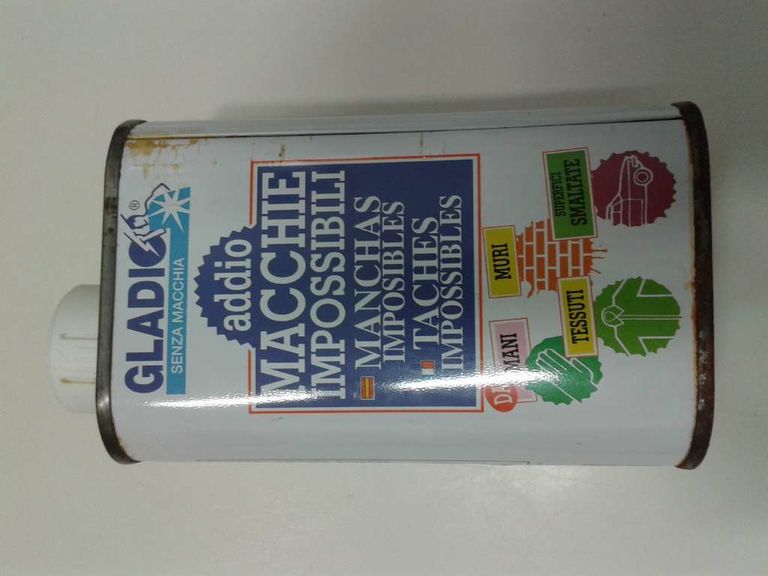 GLADIO®
SENZA MACCHIA
addio
MACCHIE
IMPOSSIBILI
MANCHAS
IMPOSIBLES
TACHES
IMPOSSIBLES
MURI
SUPERFICI
SMALTATE
MANI
TESSUTI